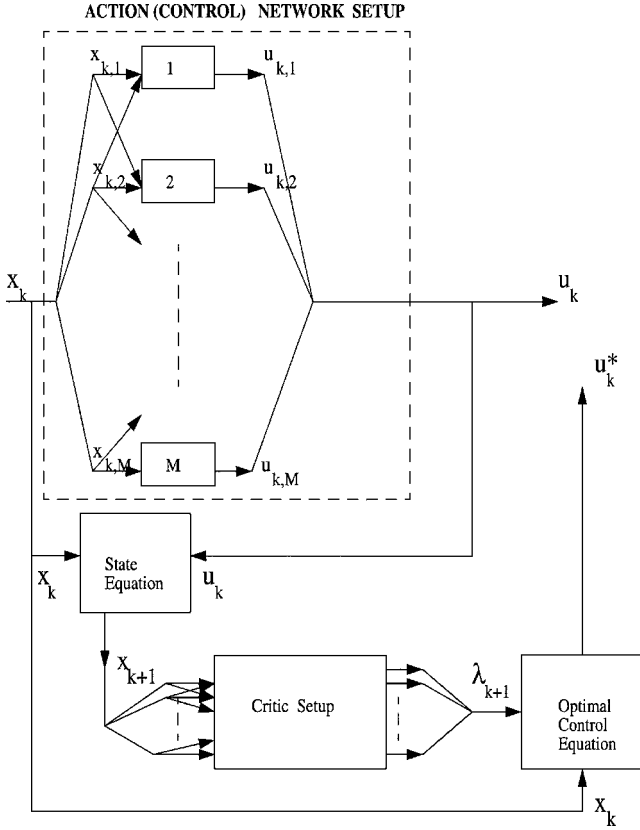 ACTION (CONTROL) NETWORK SETUP
x k,1
1
u k,1
x k,2
2
u k,2
x k
u k
u k *
x k,M
M
u k,M
State
Equation
x k
u k
x k+1
Critic Setup
λ k+1
Optimal
Control
Equation
x k